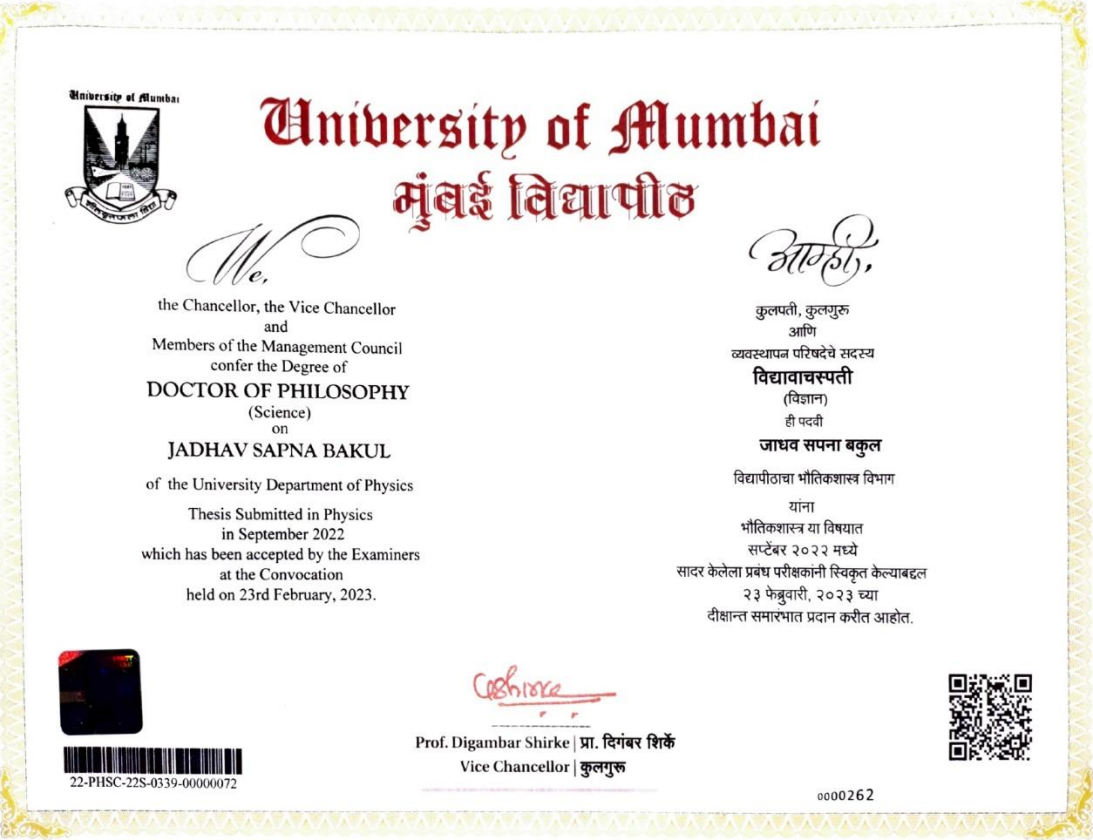 University of Mumbai
University of Mumbai
मुंबई विद्यापीठ
We,
the Chancellor, the Vice Chancellor
and
Members of the Management Council
confer the Degree of
DOCTOR OF PHILOSOPHY
(Science)
on
JADHAV SAPNA BAKUL
of the University Department of Physics
Thesis Submitted in Physics
in September 2022
which has been accepted by the Examiners
at the Convocation
held on 23rd February, 2023.
आम्ही,
कुलपती, कुलगुरू
आणि
व्यवस्थापन परिषदेचे सदस्य
विद्यावाचस्पती
(विज्ञान)
ही पदवी
जाधव सपना बकुल
विद्यापीठाचा भौतिकशास्त्र विभाग
यांना
भौतिकशास्त्र या विषयात
सप्टेंबर २०२२ मध्ये
सादर केलेला प्रबंध परीक्षकांनी स्विकृत केल्याबद्दल
२३ फेब्रुवारी, २०२३ च्या
दीक्षान्त समारंभात प्रदान करीत आहोत.
22-PHSC-22S-0339-00000072
Prof. Digambar Shirke | प्रा. दिगंबर शिर्के
Vice Chancellor | कुलगुरू
0000262